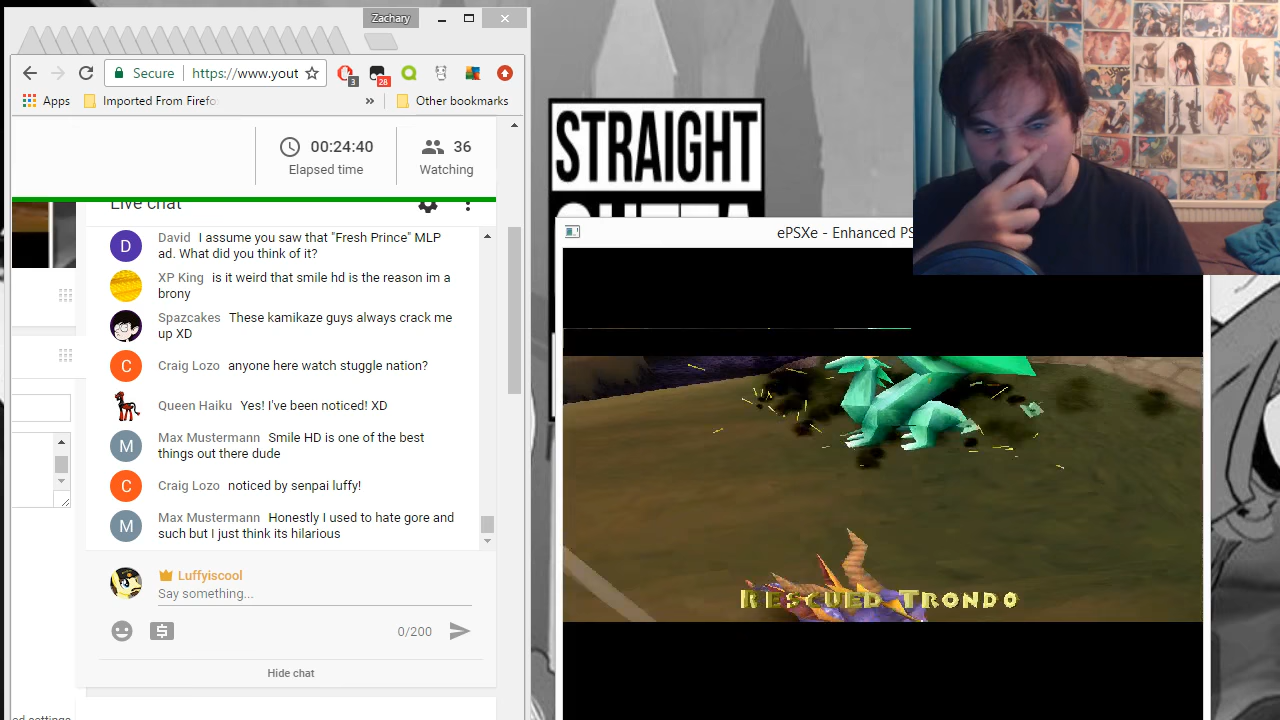 Zachary
Secure https://www.yout
3
28
Apps Imported From Firefo » Other bookmarks
00:24:40
Elapsed time
36
Watching
Live chat
David I assume you saw that "Fresh Prince" MLP
ad. What did you think of it?
XP King is it weird that smile hd is the reason im a
brony
Spazcakes These kamikaze guys always crack me
up XD
Craig Lozo anyone here watch stuggle nation?
Queen Haiku Yes! I've been noticed! XD
Max Mustermann Smile HD is one of the best
things out there dude
Craig Lozo noticed by senpai luffy!
Max Mustermann Honestly I used to hate gore and
such but I just think its hilarious
Luffyiscool
Say something...
0/200
Hide chat
D
C
M
C
M
STRAIGHT
OUTTA
ePSXe - Enhanced PS
RESCUED TRONDO